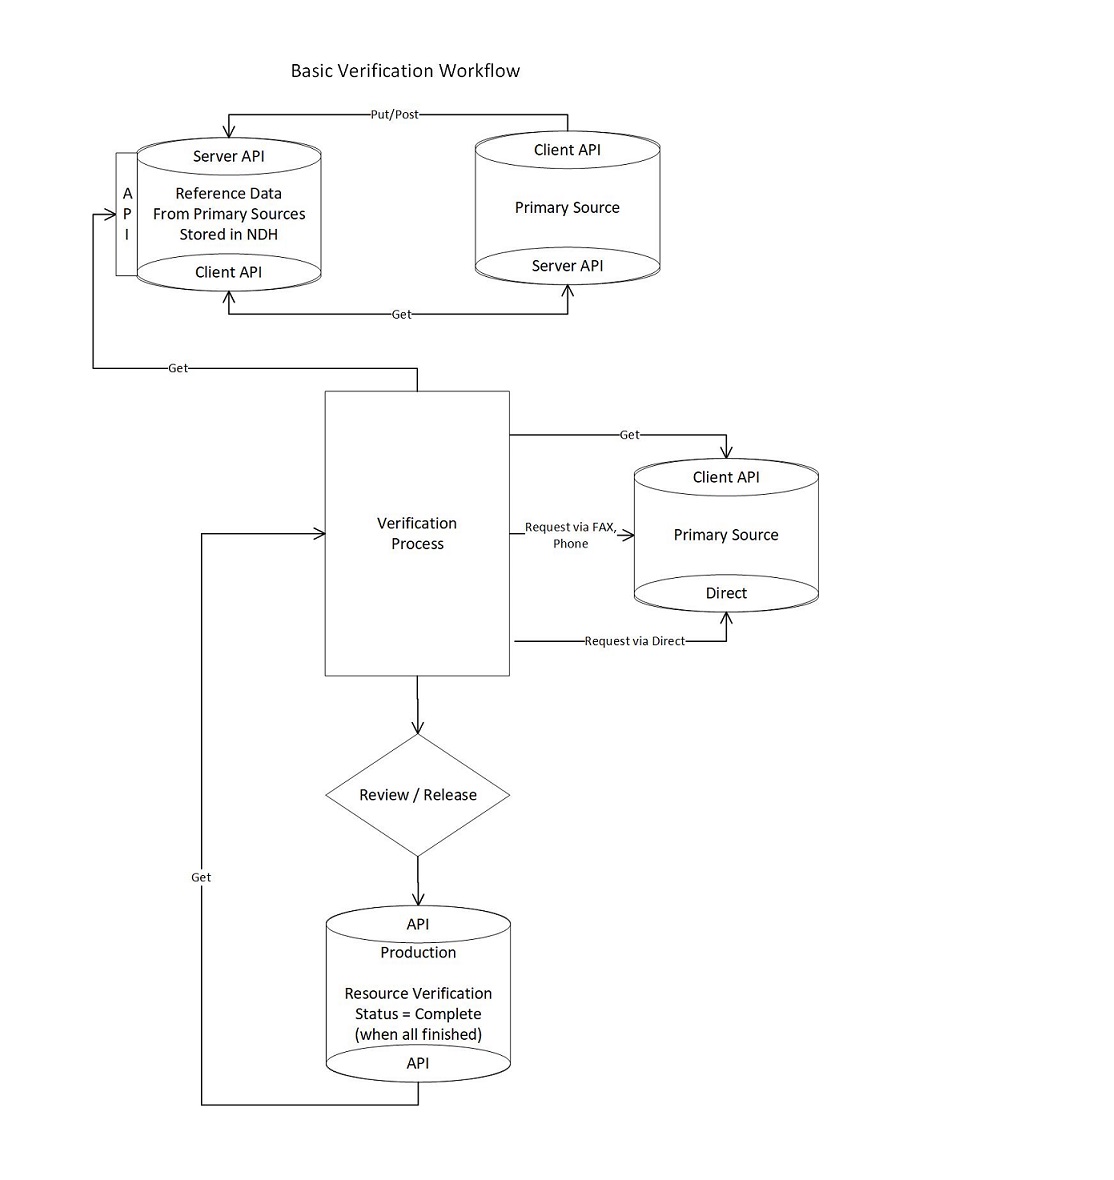 Basic Verification Workflow
Put/Post
Server API
Client API
A
P
I
Reference Data
From Primary Sources
Stored in NDH
Primary Source
Client API
Server API
Get
Get
Get
Client API
Verification
Process
Request via FAX,
Phone
Primary Source
Direct
Request via Direct
Review / Release
Get
API
Production
Resource Verification
Status = Complete
(when all finished)
API